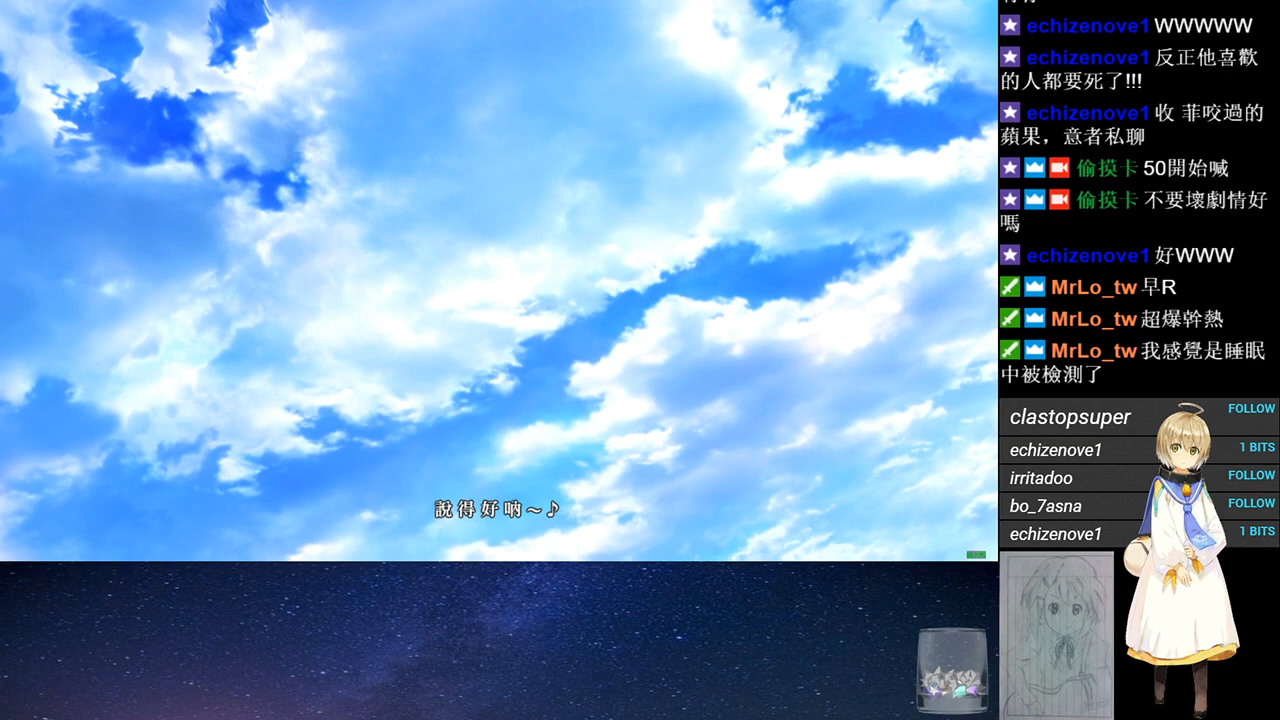 echizenove1 WWWWW
echizenove1 反正他喜歡
的人都要死了!!!
echizenove1 收 菲咬過的
蘋果，意者私聊
偷摸卡 50開始喊
偷摸卡 不要壞劇情好
嗎
echizenove1 好WWW
MrLo_tw 早R
MrLo_tw 超爆幹熱
MrLo_tw 我感覺是睡眠
中被檢測了
clastopsuper FOLLOW
echizenove1 1 BITS
irritadoo FOLLOW
bo_7asna FOLLOW
echizenove1 1 BITS
說得好吶～♪